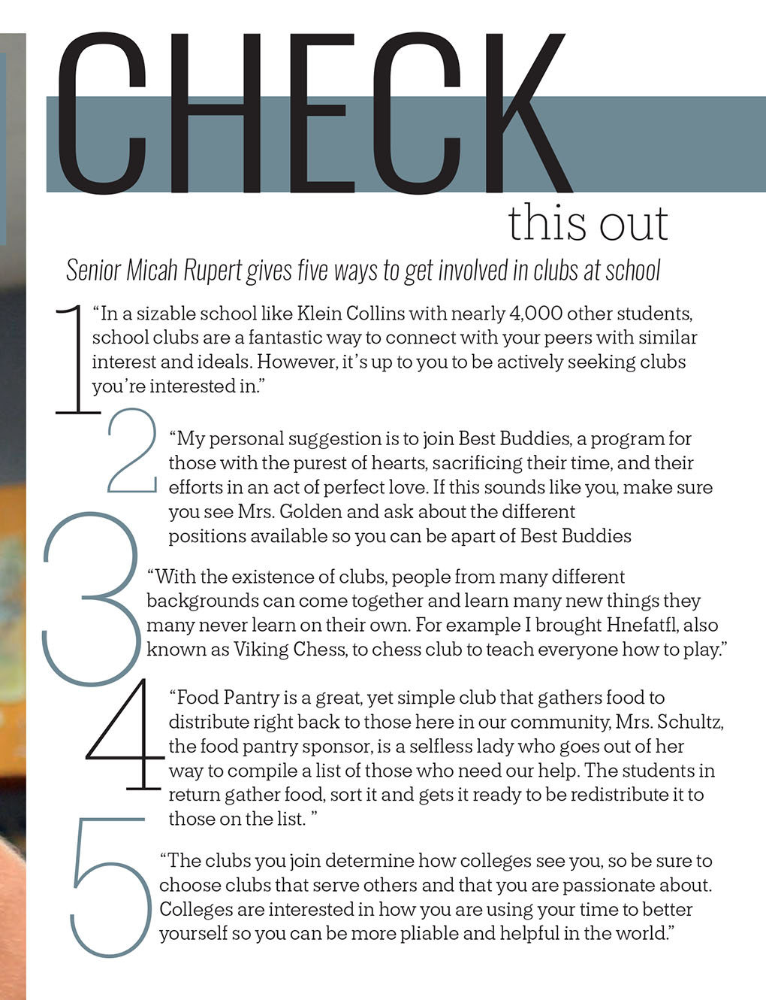 CHECK
this out
Senior Micah Rupert gives five ways to get involved in clubs at school
1
“In a sizable school like Klein Collins with nearly 4,000 other students,
school clubs are a fantastic way to connect with your peers with similar
interest and ideals. However, it’s up to you to be actively seeking clubs
you’re interested in.”
2
“My personal suggestion is to join Best Buddies, a program for
those with the purest of hearts, sacrificing their time, and their
efforts in an act of perfect love. If this sounds like you, make sure
you see Mrs. Golden and ask about the different
positions available so you can be apart of Best Buddies
3
“With the existence of clubs, people from many different
backgrounds can come together and learn many new things they
many never learn on their own. For example I brought Hnefatfl, also
known as Viking Chess, to chess club to teach everyone how to play.”
4
“Food Pantry is a great, yet simple club that gathers food to
distribute right back to those here in our community, Mrs. Schultz,
the food pantry sponsor, is a selfless lady who goes out of her
way to compile a list of those who need our help. The students in
return gather food, sort it and gets it ready to be redistribute it to
those on the list. ”
5
“The clubs you join determine how colleges see you, so be sure to
choose clubs that serve others and that you are passionate about.
Colleges are interested in how you are using your time to better
yourself so you can be more pliable and helpful in the world.”